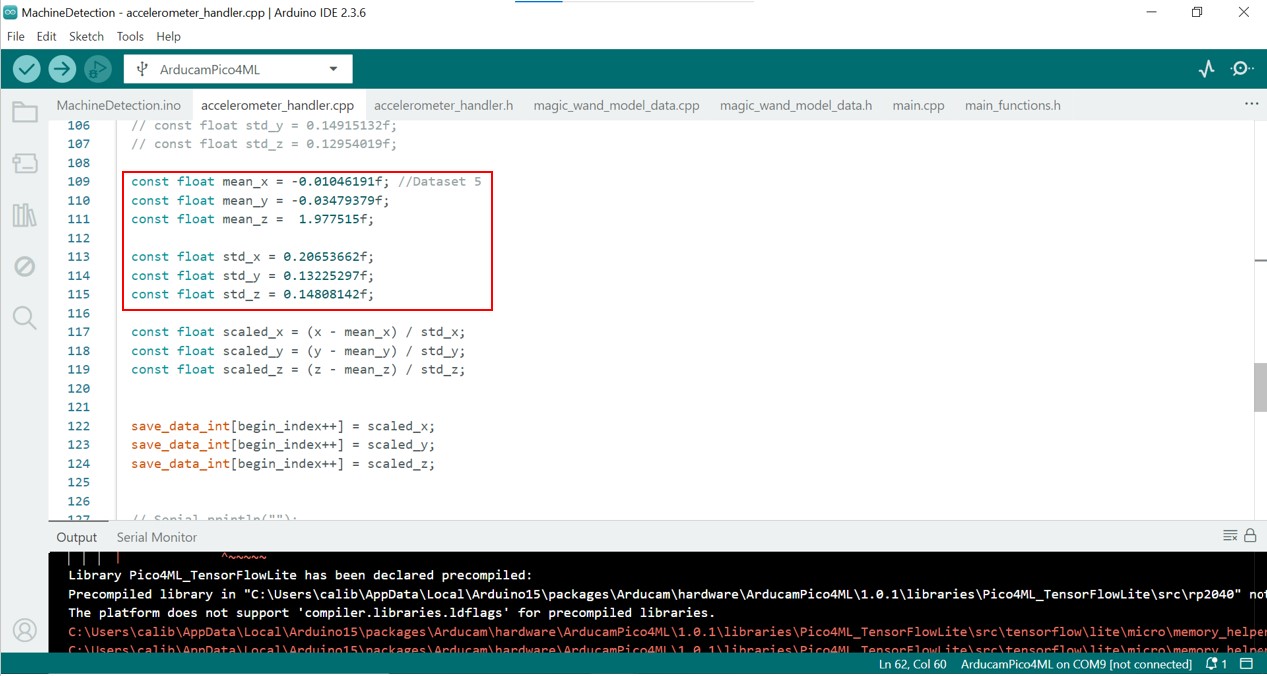 MachineDetection - accelerometer_handler.cpp | Arduino IDE 2.3.6
File Edit Sketch Tools Help
ArducamPico4ML
MachineDetection.ino accelerometer_handler.cpp accelerometer_handler.h magic_wand_model_data.cpp magic_wand_model_data.h main.cpp main_functions.h ...
106 // const float std_y = 0.14915132f;
107 // const float std_z = 0.12954019f;
108
109 const float mean_x = -0.01046191f; //Dataset 5
110 const float mean_y = -0.03479379f;
111 const float mean_z =  1.977515f;
112
113 const float std_x = 0.20653662f;
114 const float std_y = 0.13225297f;
115 const float std_z = 0.14808142f;
116
117 const float scaled_x = (x - mean_x) / std_x;
118 const float scaled_y = (y - mean_y) / std_y;
119 const float scaled_z = (z - mean_z) / std_z;
120
121
122 save_data_int[begin_index++] = scaled_x;
123 save_data_int[begin_index++] = scaled_y;
124 save_data_int[begin_index++] = scaled_z;
125
126
127 // Serial.println("");
Output Serial Monitor
| | | |             ^~~~~~
Library Pico4ML_TensorFlowLite has been declared precompiled:
Precompiled library in "C:\Users\calib\AppData\Local\Arduino15\packages\Arducam\hardware\ArducamPico4ML\1.0.1\libraries\Pico4ML_TensorFlowLite\src\rp2040" not
The platform does not support 'compiler.libraries.ldflags' for precompiled libraries.
C:\Users\calib\AppData\Local\Arduino15\packages\Arducam\hardware\ArducamPico4ML\1.0.1\libraries\Pico4ML_TensorFlowLite\src\tensorflow\lite\micro\memory_helper
C:\Users\calib\AppData\Local\Arduino15\packages\Arducam\hardware\ArducamPico4ML\1.0.1\libraries\Pico4ML_TensorFlowLite\src\tensorflow\lite\micro\memory_helper
Ln 62, Col 60 ArducamPico4ML on COM9 [not connected] 1